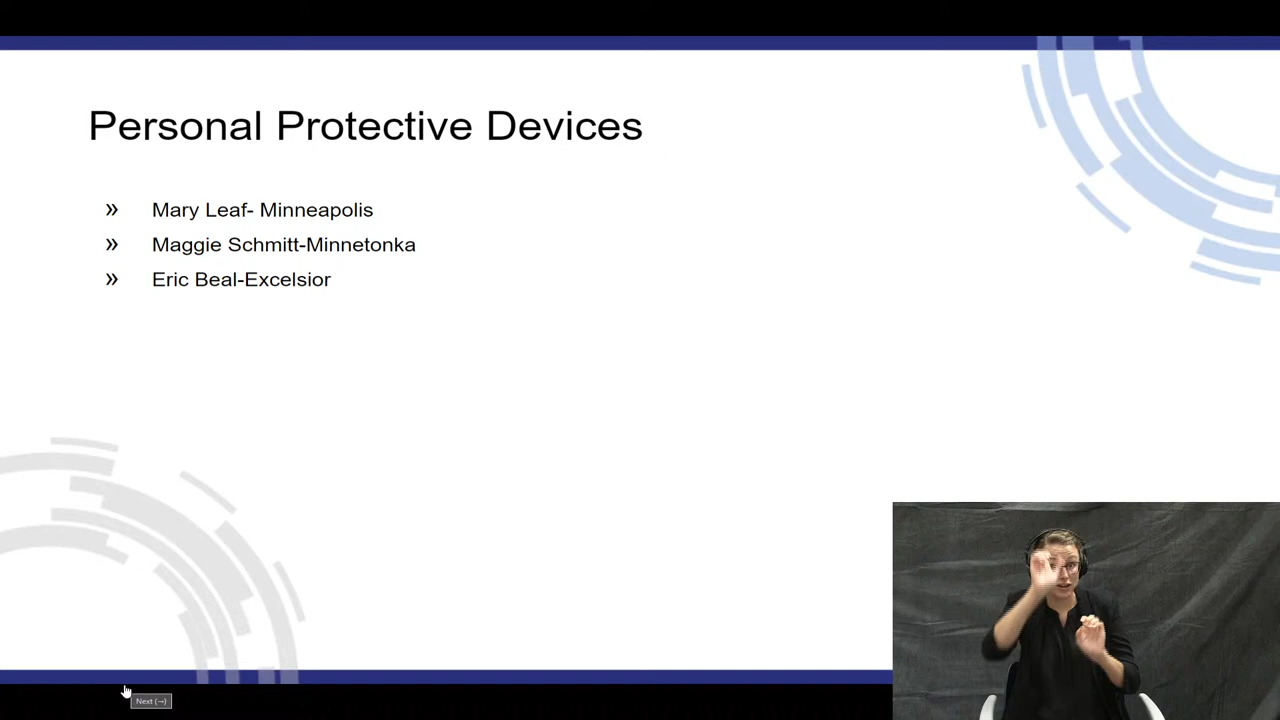 Personal Protective Devices
» Mary Leaf- Minneapolis
» Maggie Schmitt-Minnetonka
» Eric Beal-Excelsior
Next (→)